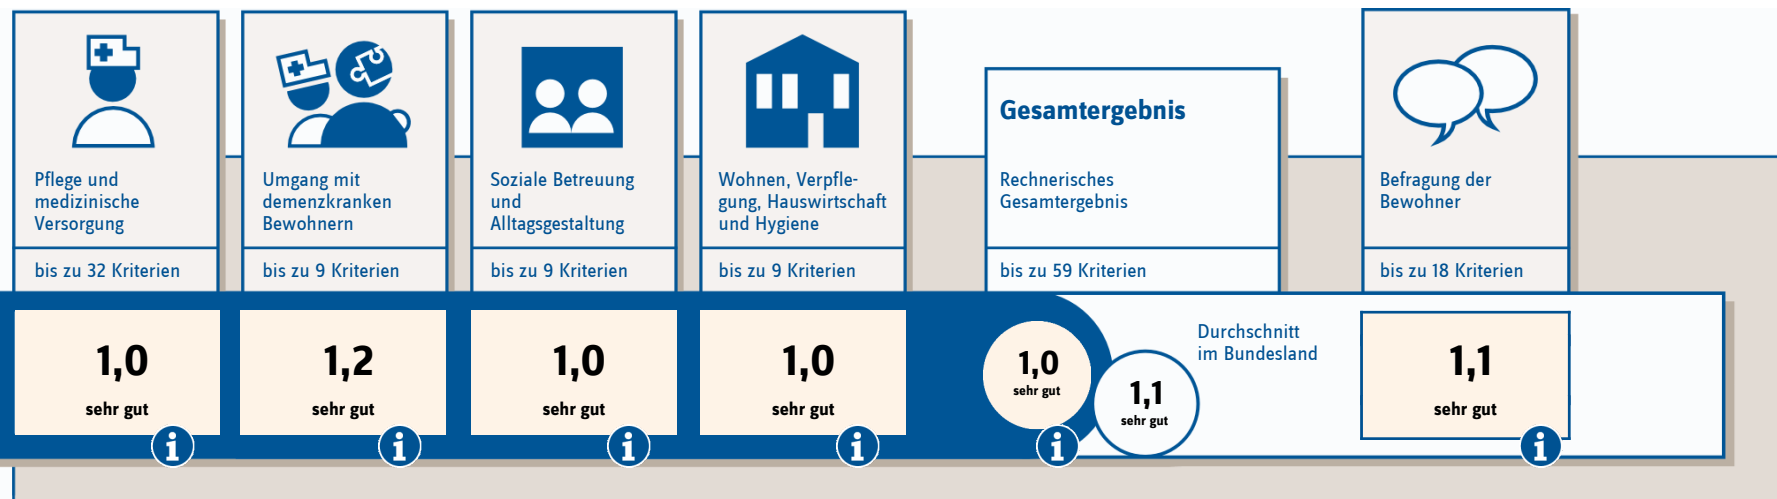 Pflege und
medizinische
Versorgung
bis zu 32 Kriterien
1,0
sehr gut
i
Umgang mit
demenzkranken
Bewohnern
bis zu 9 Kriterien
1,2
sehr gut
i
Soziale Betreuung
und
Alltagsgestaltung
bis zu 9 Kriterien
1,0
sehr gut
i
Wohnen, Verpfle-
gung, Hauswirtschaft
und Hygiene
bis zu 9 Kriterien
1,0
sehr gut
i
Gesamtergebnis
Rechnerisches
Gesamtergebnis
bis zu 59 Kriterien
1,0
sehr gut
i
1,1
sehr gut
Durchschnitt
im Bundesland
Befragung der
Bewohner
bis zu 18 Kriterien
1,1
sehr gut
i